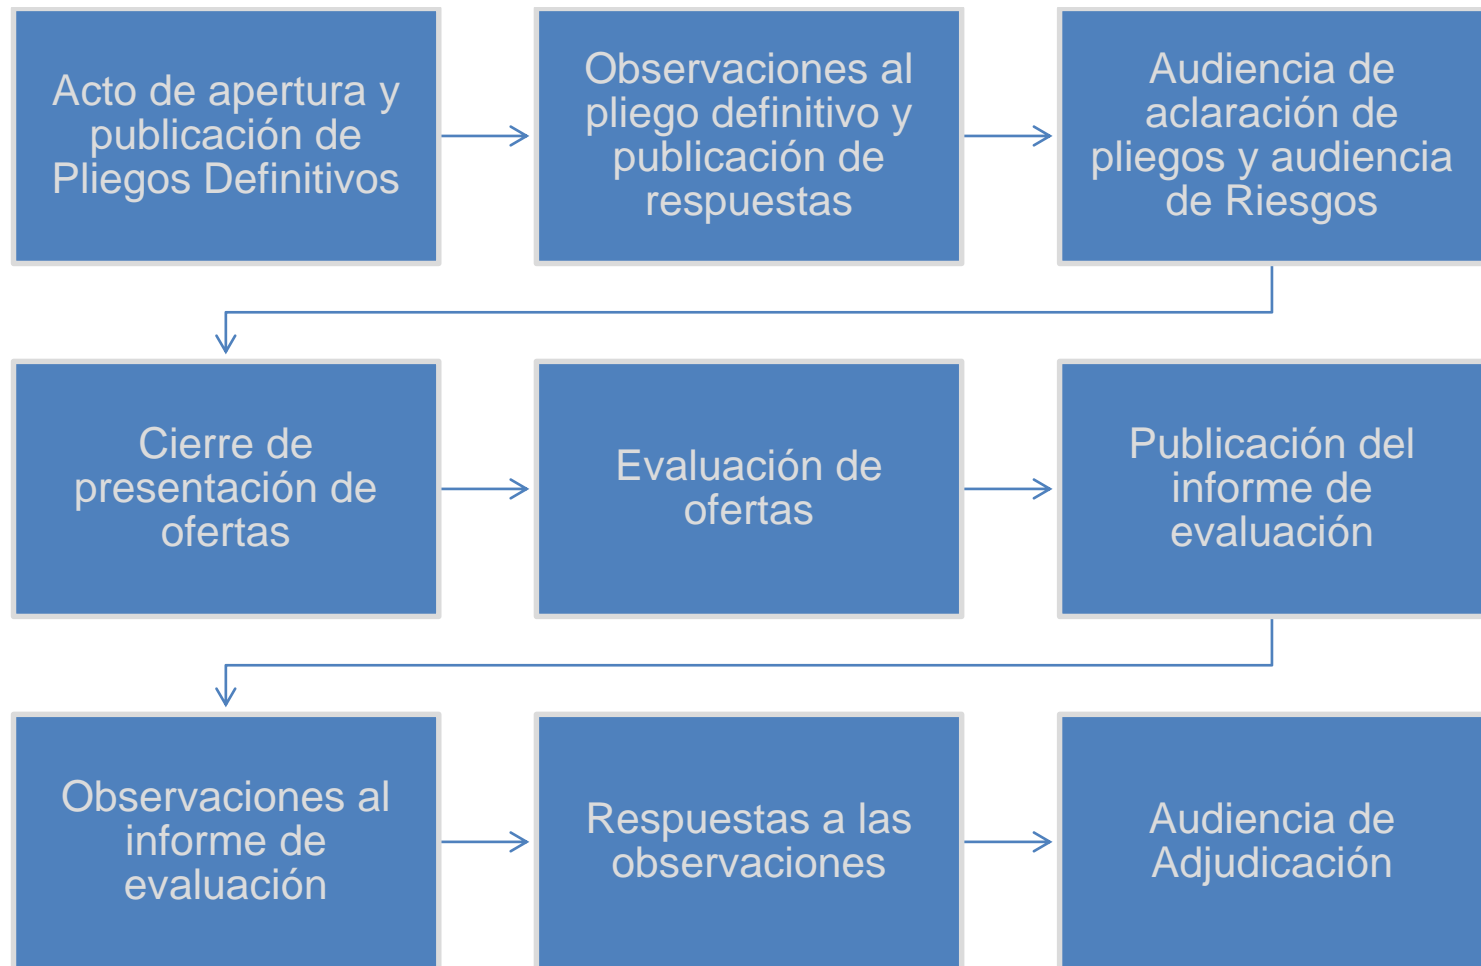 Acto de apertura y
publicación de
Pliegos Definitivos
Observaciones al
pliego definitivo y
publicación de
respuestas
Audiencia de
aclaración de
pliegos y audiencia
de Riesgos
Cierre de
presentación de
ofertas
Evaluación de
ofertas
Publicación del
informe de
evaluación
Observaciones al
informe de
evaluación
Respuestas a las
observaciones
Audiencia de
Adjudicación